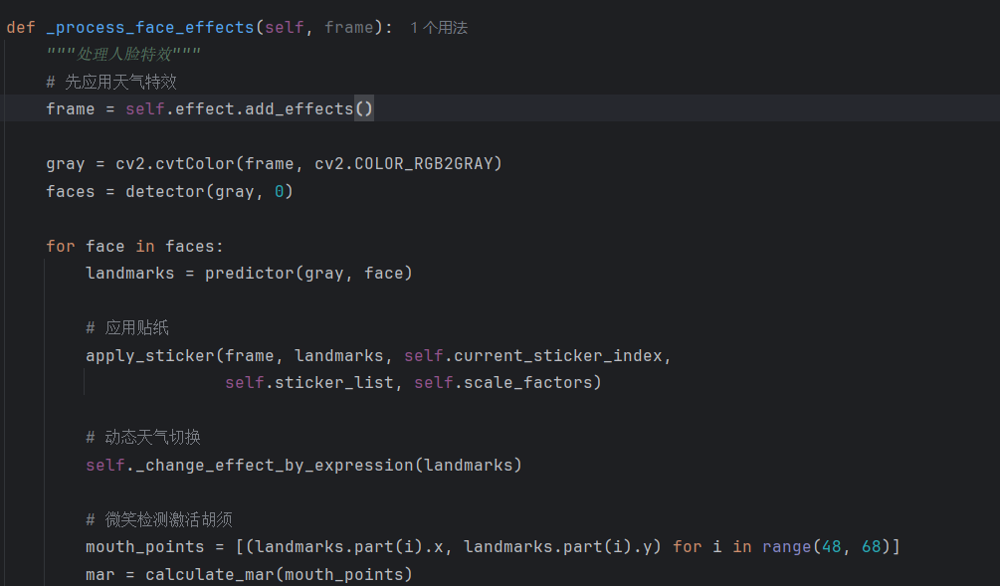 def _process_face_effects(self, frame):  1 个用法
    """处理人脸特效"""
    # 先应用天气特效
    frame = self.effect.add_effects()
    gray = cv2.cvtColor(frame, cv2.COLOR_RGB2GRAY)
    faces = detector(gray, 0)
    for face in faces:
        landmarks = predictor(gray, face)
        # 应用贴纸
        apply_sticker(frame, landmarks, self.current_sticker_index,
                      self.sticker_list, self.scale_factors)
        # 动态天气切换
        self._change_effect_by_expression(landmarks)
        # 微笑检测激活胡须
        mouth_points = [(landmarks.part(i).x, landmarks.part(i).y) for i in range(48, 68)]
        mar = calculate_mar(mouth_points)